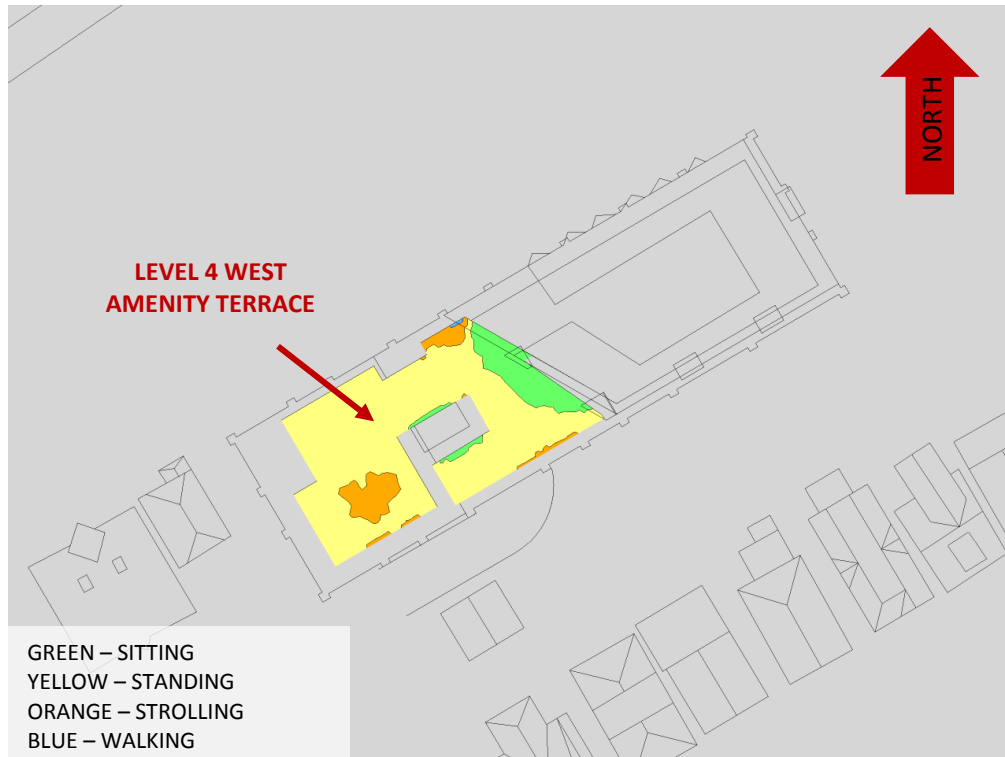 NORTH
LEVEL 4 WEST
AMENITY TERRACE
GREEN – SITTING
YELLOW – STANDING
ORANGE – STROLLING
BLUE – WALKING